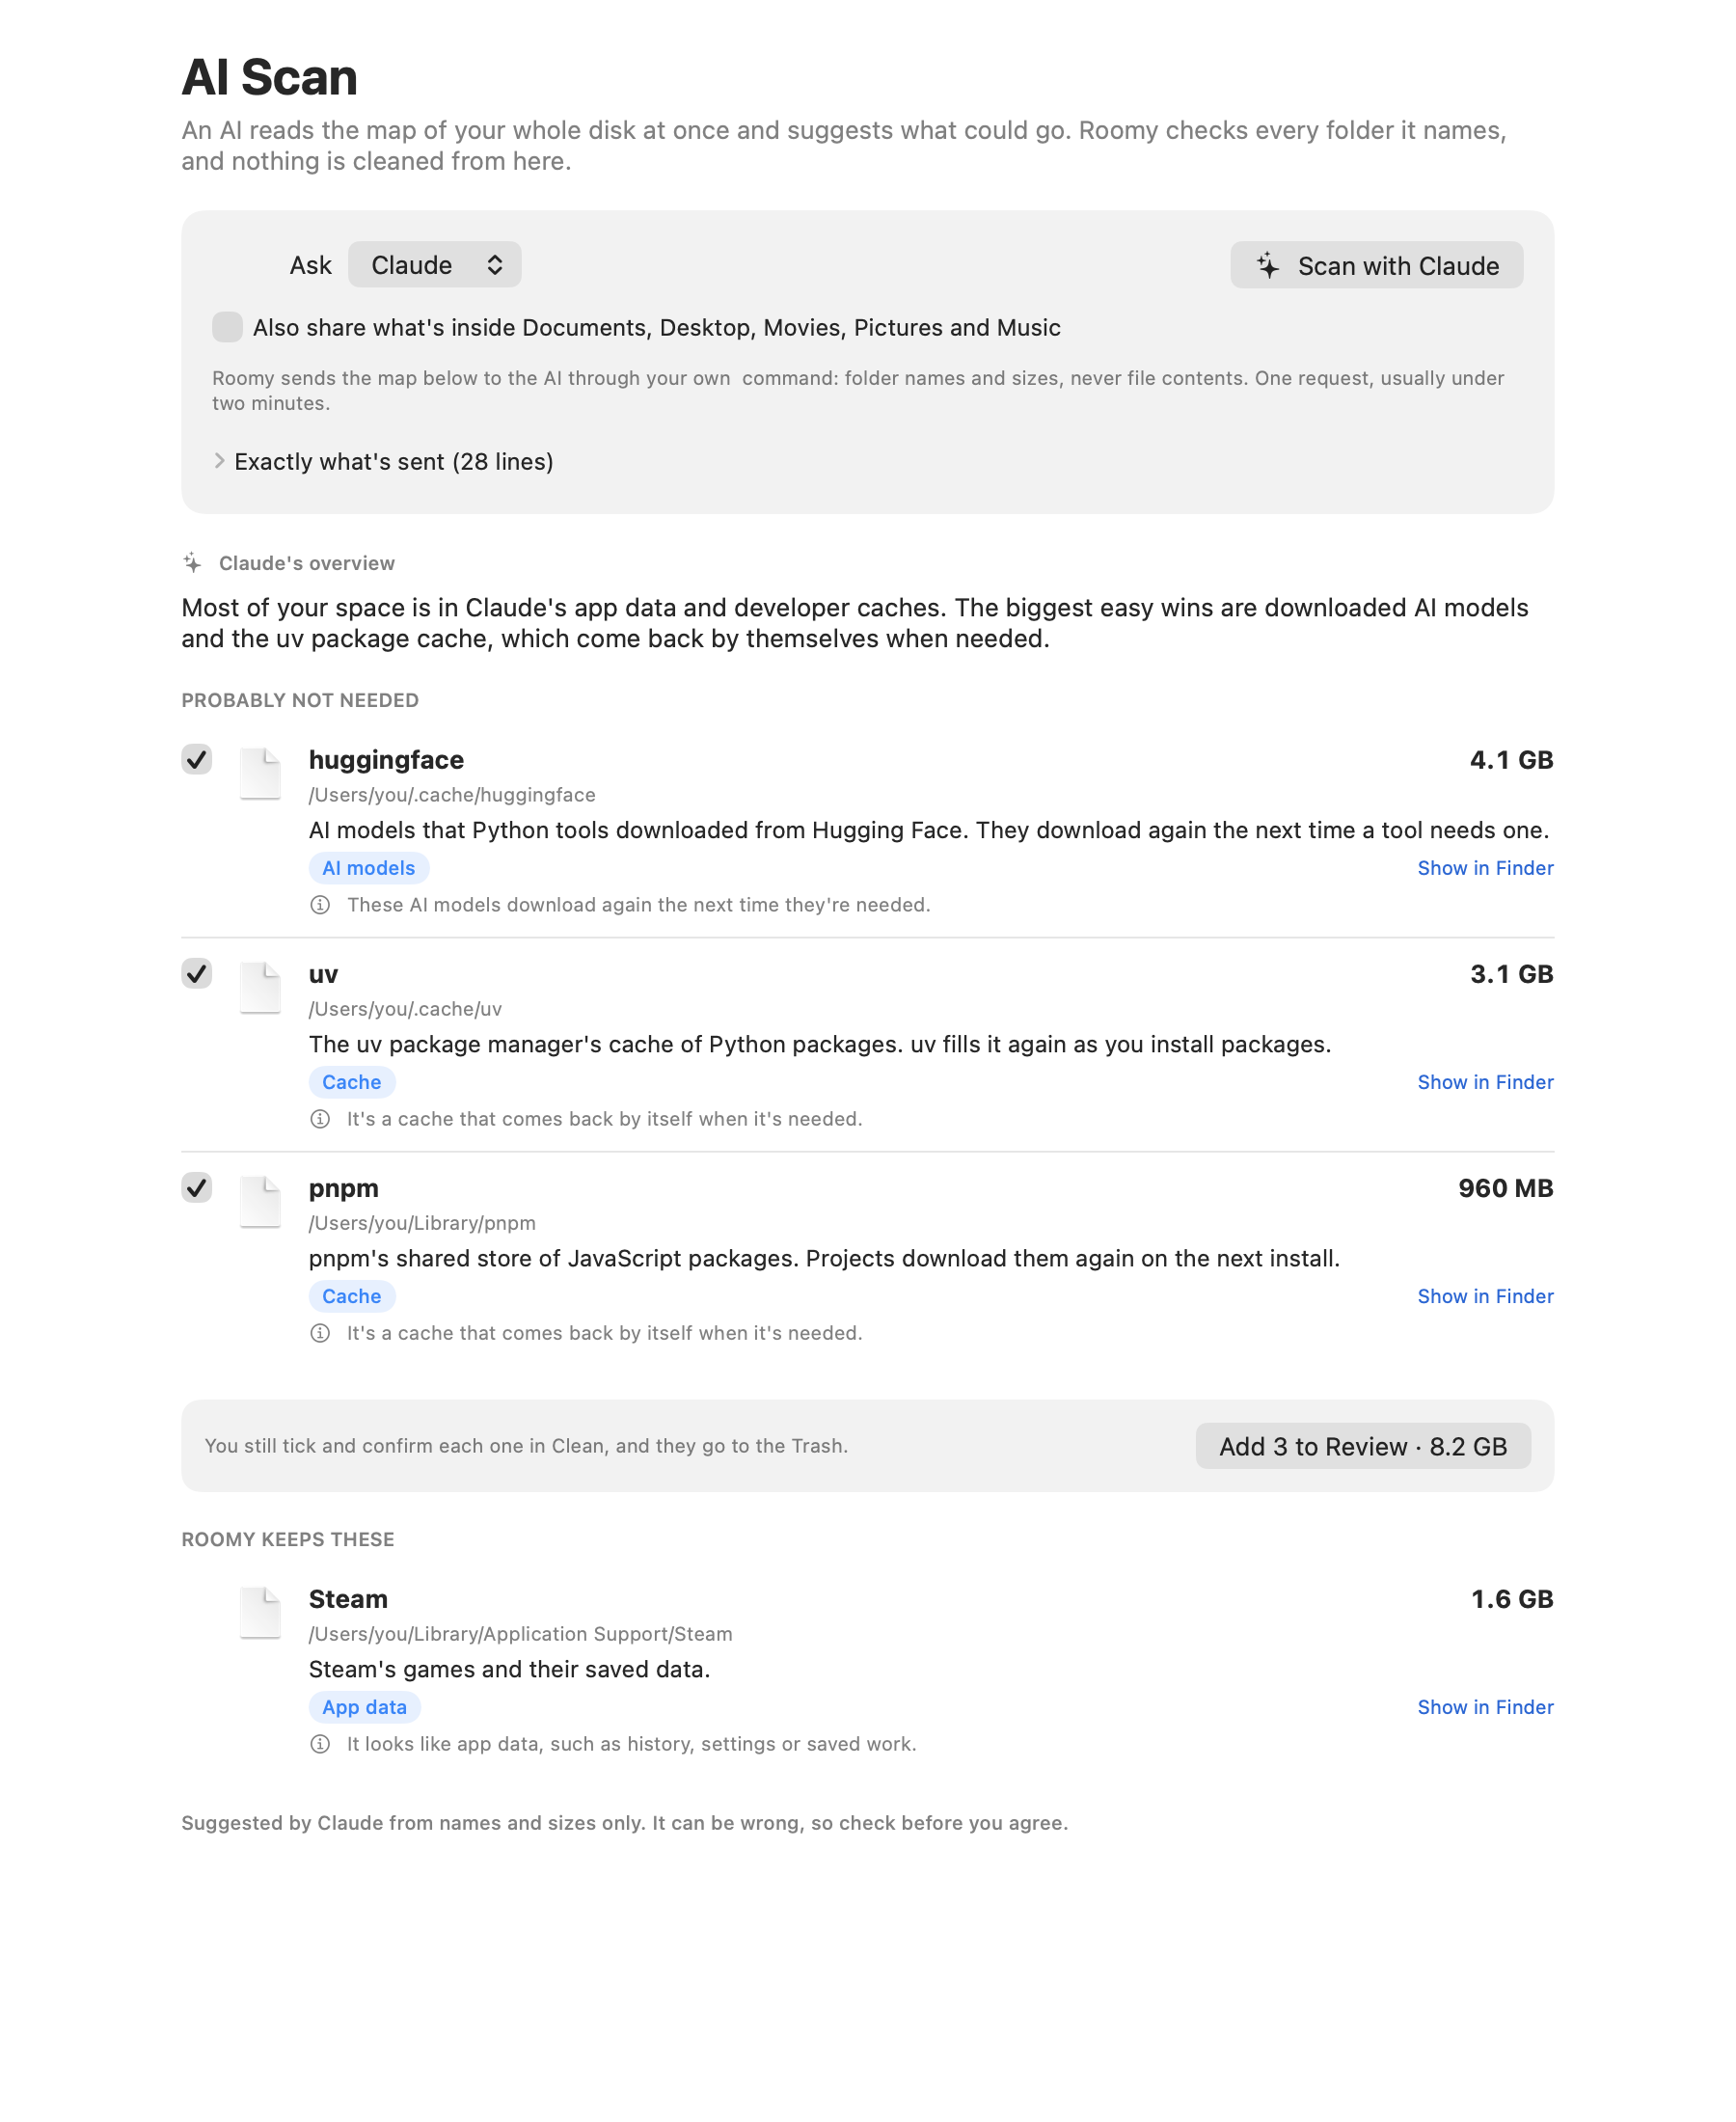 AI Scan
An AI reads the map of your whole disk at once and suggests what could go. Roomy checks every folder it names,
and nothing is cleaned from here.
Ask Claude Scan with Claude
Also share what's inside Documents, Desktop, Movies, Pictures and Music
Roomy sends the map below to the AI through your own  command: folder names and sizes, never file contents. One request, usually under
two minutes.
Exactly what's sent (28 lines)
Claude's overview
Most of your space is in Claude's app data and developer caches. The biggest easy wins are downloaded AI models
and the uv package cache, which come back by themselves when needed.
PROBABLY NOT NEEDED
huggingface 4.1 GB
/Users/you/.cache/huggingface
AI models that Python tools downloaded from Hugging Face. They download again the next time a tool needs one.
AI models Show in Finder
These AI models download again the next time they're needed.
uv 3.1 GB
/Users/you/.cache/uv
The uv package manager's cache of Python packages. uv fills it again as you install packages.
Cache Show in Finder
It's a cache that comes back by itself when it's needed.
pnpm 960 MB
/Users/you/Library/pnpm
pnpm's shared store of JavaScript packages. Projects download them again on the next install.
Cache Show in Finder
It's a cache that comes back by itself when it's needed.
You still tick and confirm each one in Clean, and they go to the Trash. Add 3 to Review · 8.2 GB
ROOMY KEEPS THESE
Steam 1.6 GB
/Users/you/Library/Application Support/Steam
Steam's games and their saved data.
App data Show in Finder
It looks like app data, such as history, settings or saved work.
Suggested by Claude from names and sizes only. It can be wrong, so check before you agree.